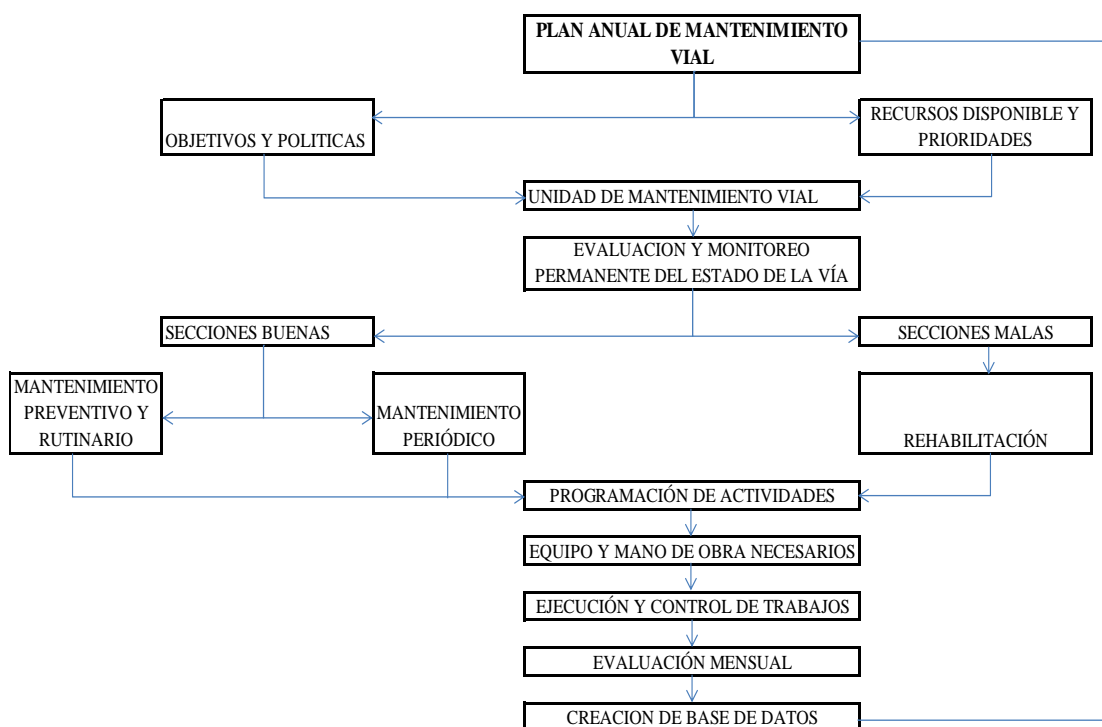 PLAN ANUAL DE MANTENIMIENTO
VIAL
OBJETIVOS Y POLITICAS
RECURSOS DISPONIBLE Y
PRIORIDADES
UNIDAD DE MANTENIMIENTO VIAL
EVALUACION Y MONITOREO
PERMANENTE DEL ESTADO DE LA VÍA
SECCIONES BUENAS
SECCIONES MALAS
MANTENIMIENTO
PREVENTIVO Y
RUTINARIO
MANTENIMIENTO
PERIÓDICO
REHABILITACIÓN
PROGRAMACIÓN DE ACTIVIDADES
EQUIPO Y MANO DE OBRA NECESARIOS
EJECUCIÓN Y CONTROL DE TRABAJOS
EVALUACIÓN MENSUAL
CREACION DE BASE DE DATOS